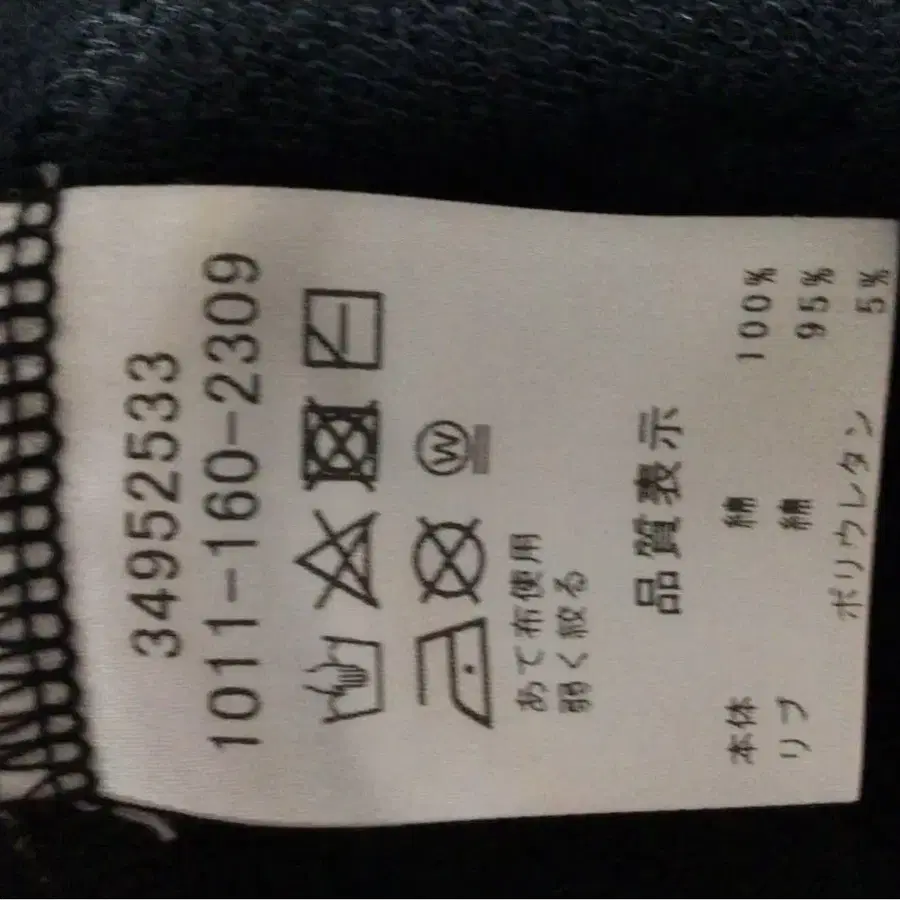 34952533
1011-160-2309
W
あて布使用
弱く絞る
品質表示
本体 綿 100%
リブ 綿 95%
ポリウレタン 5%